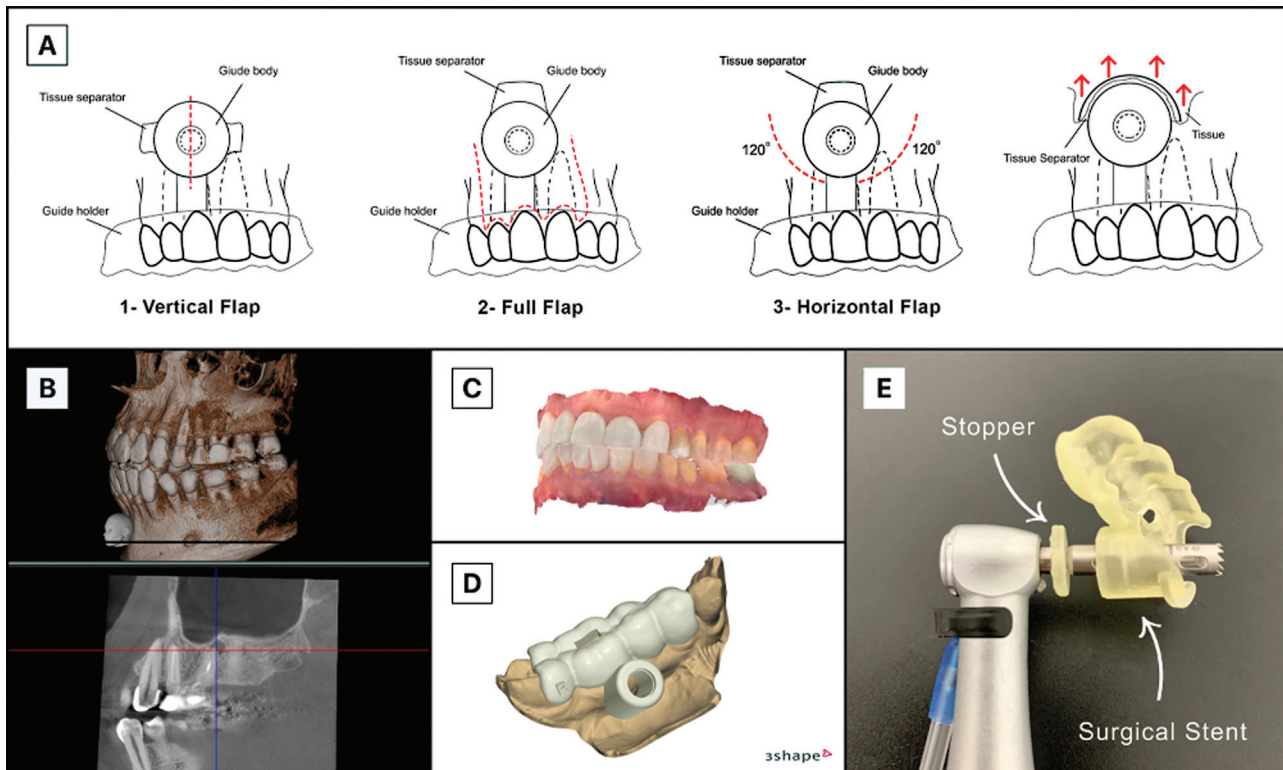 A
Tissue separator
Giude body
Guide holder
1- Vertical Flap
Tissue separator
Giude body
Guide holder
2- Full Flap
Tissue separator
Giude body
120°
120°
Guide holder
3- Horizontal Flap
Tissue
Tissue Separator
B
C
D
R
3shape
E
Stopper
Surgical Stent